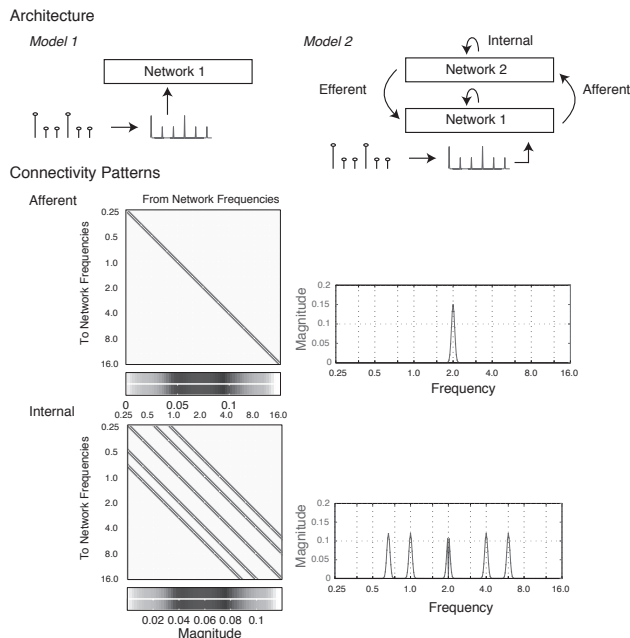 Architecture
Model 1
Model 2
Internal
Network 1
Network 2
Efferent
Afferent
Network 1
Connectivity Patterns
Afferent
From Network Frequencies
To Network Frequencies
0.25
0.5
1.0
2.0
4.0
8.0
16.0
0 0.05 0.1
Magnitude
0.2
0.15
0.1
0.05
0
0.25 0.5 1.0 2.0 4.0 8.0 16.0
Frequency
Internal
0.25 0.5 1.0 2.0 4.0 8.0 16.0
To Network Frequencies
0.25
0.5
1.0
2.0
4.0
8.0
16.0
0.02 0.04 0.06 0.08 0.1
Magnitude
Magnitude
0.2
0.15
0.1
0.05
0
0.25 0.5 1.0 2.0 4.0 8.0 16.0
Frequency